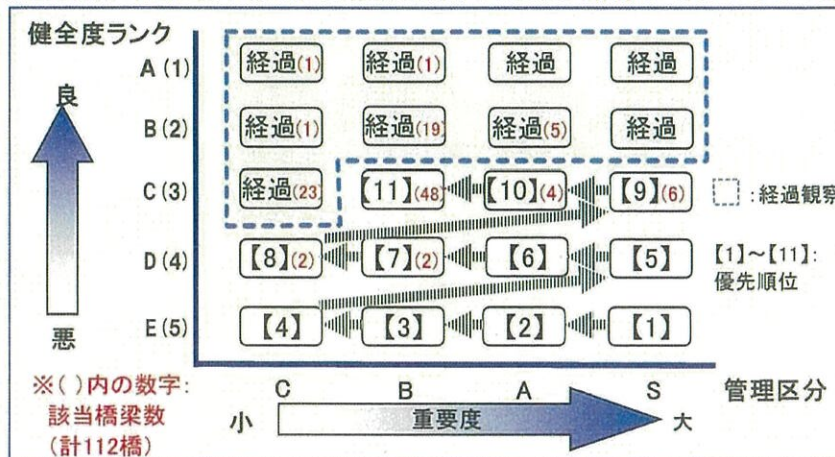 健全度ランク
A(1) 経過(1) 経過(1) 経過 経過
良
B(2) 経過(1) 経過(19) 経過(5) 経過
C(3) 経過(23) 【11】(48) 【10】(4) 【9】(6)
:経過観察
D(4) 【8】(2) 【7】(2) 【6】 【5】
【1】~【11】:
優先順位
悪
E(5) 【4】 【3】 【2】 【1】
※( )内の数字:
該当橋梁数
(計112橋)
C B A S 管理区分
小 重要度 大